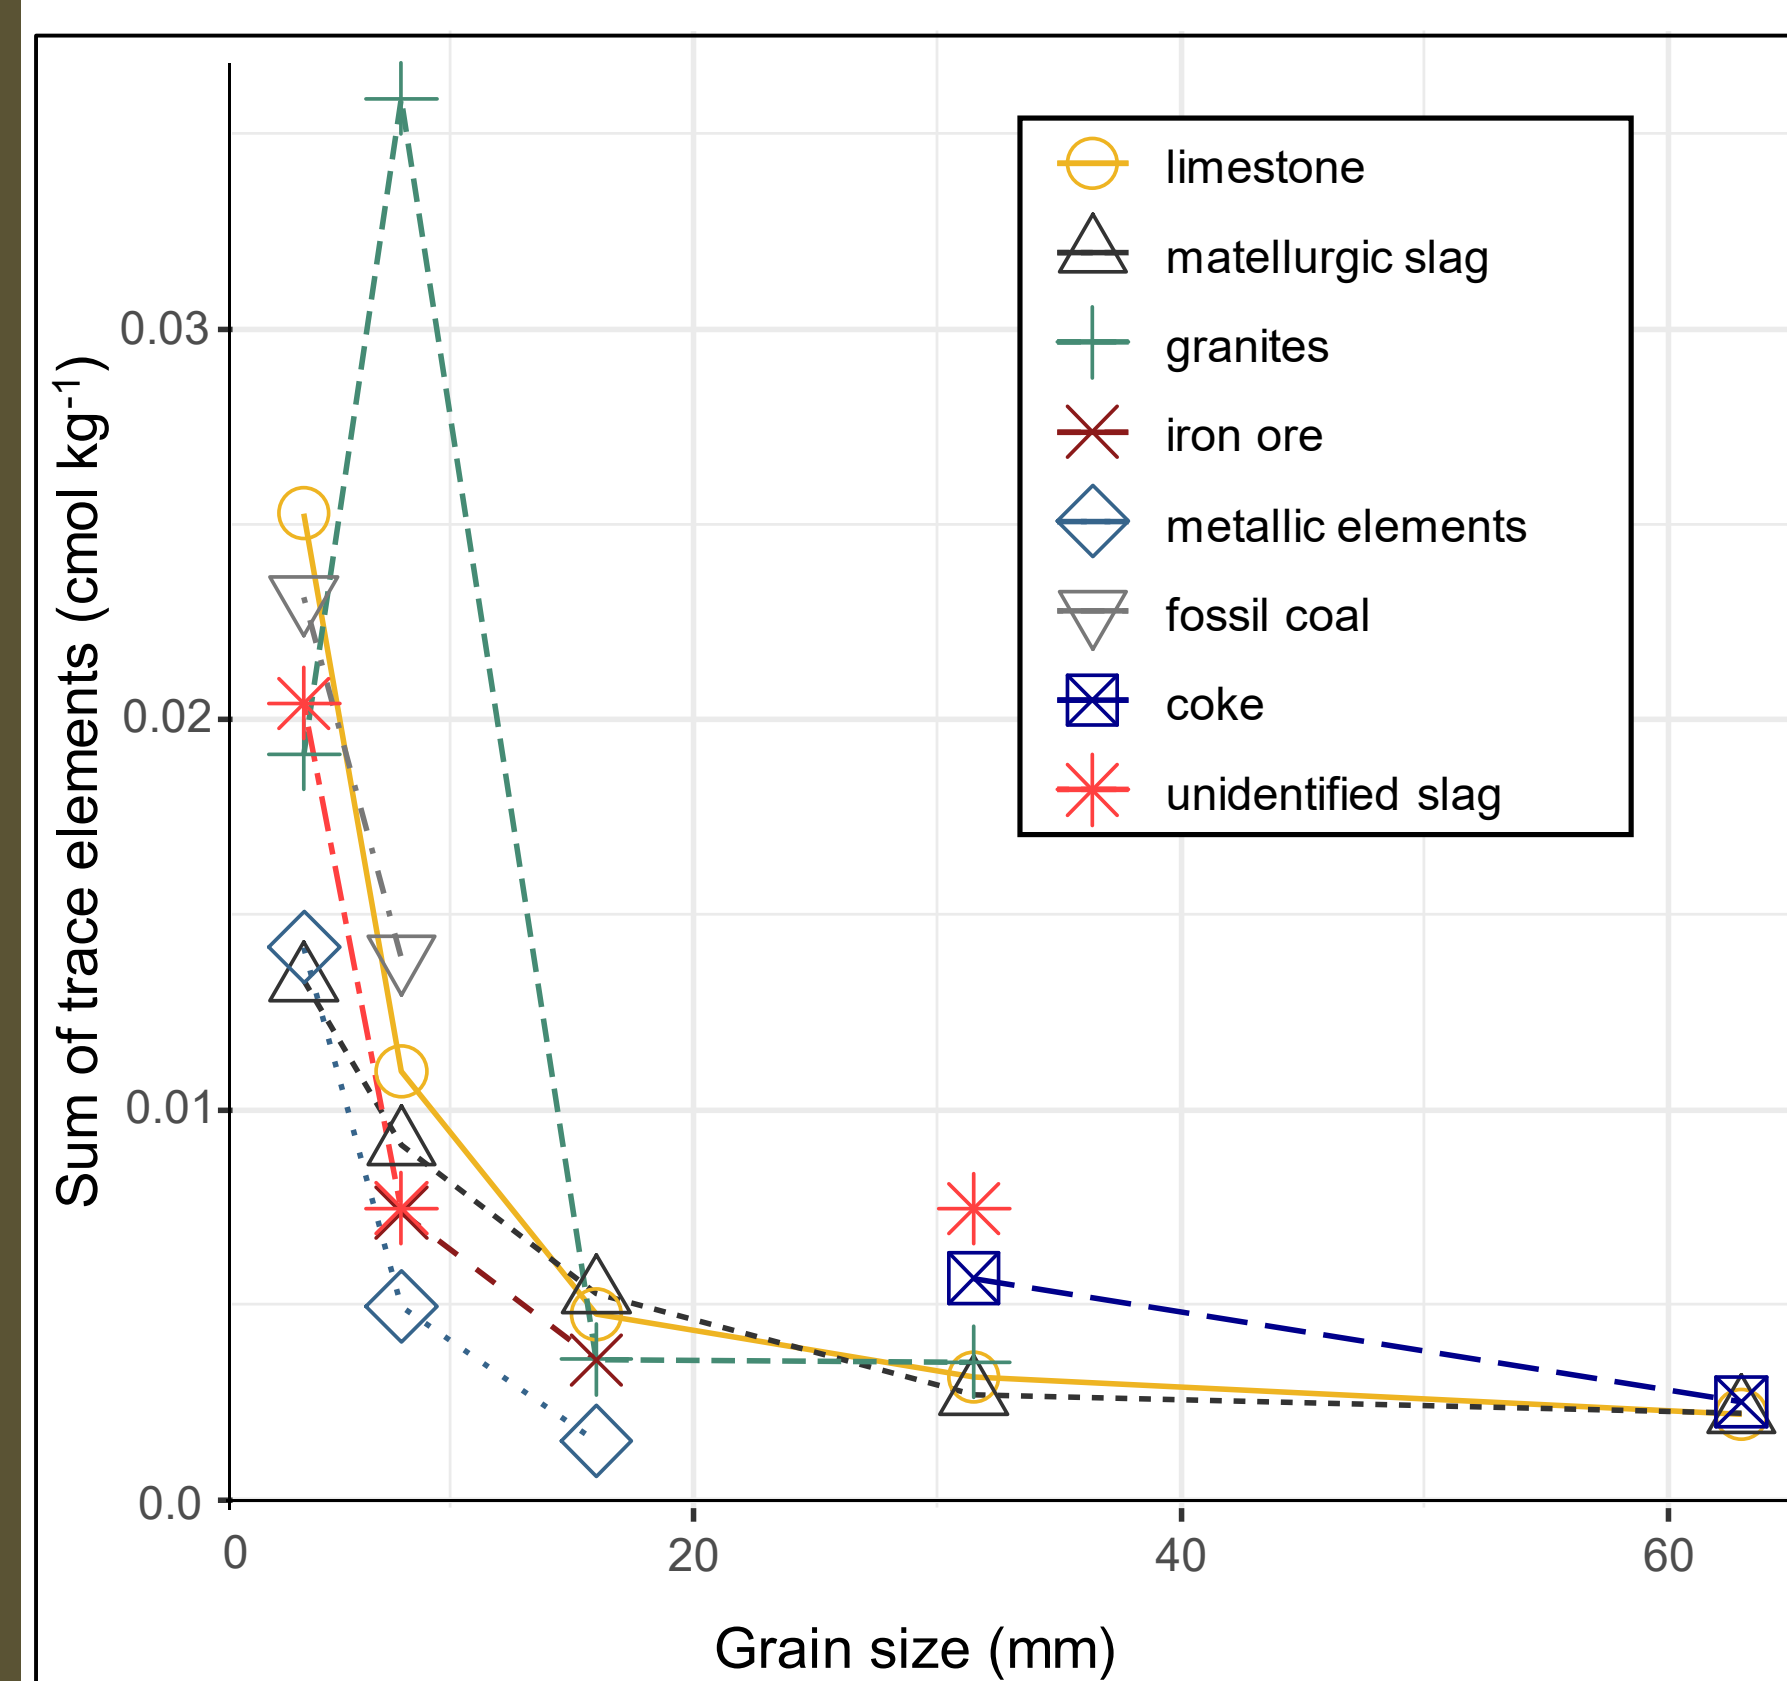 limestone
matellurgic slag
granites
iron ore
metallic elements
fossil coal
coke
unidentified slag
Sum of trace elements (cmol kg⁻¹)
0.03
0.02
0.01
0.0
0 20 40 60
Grain size (mm)